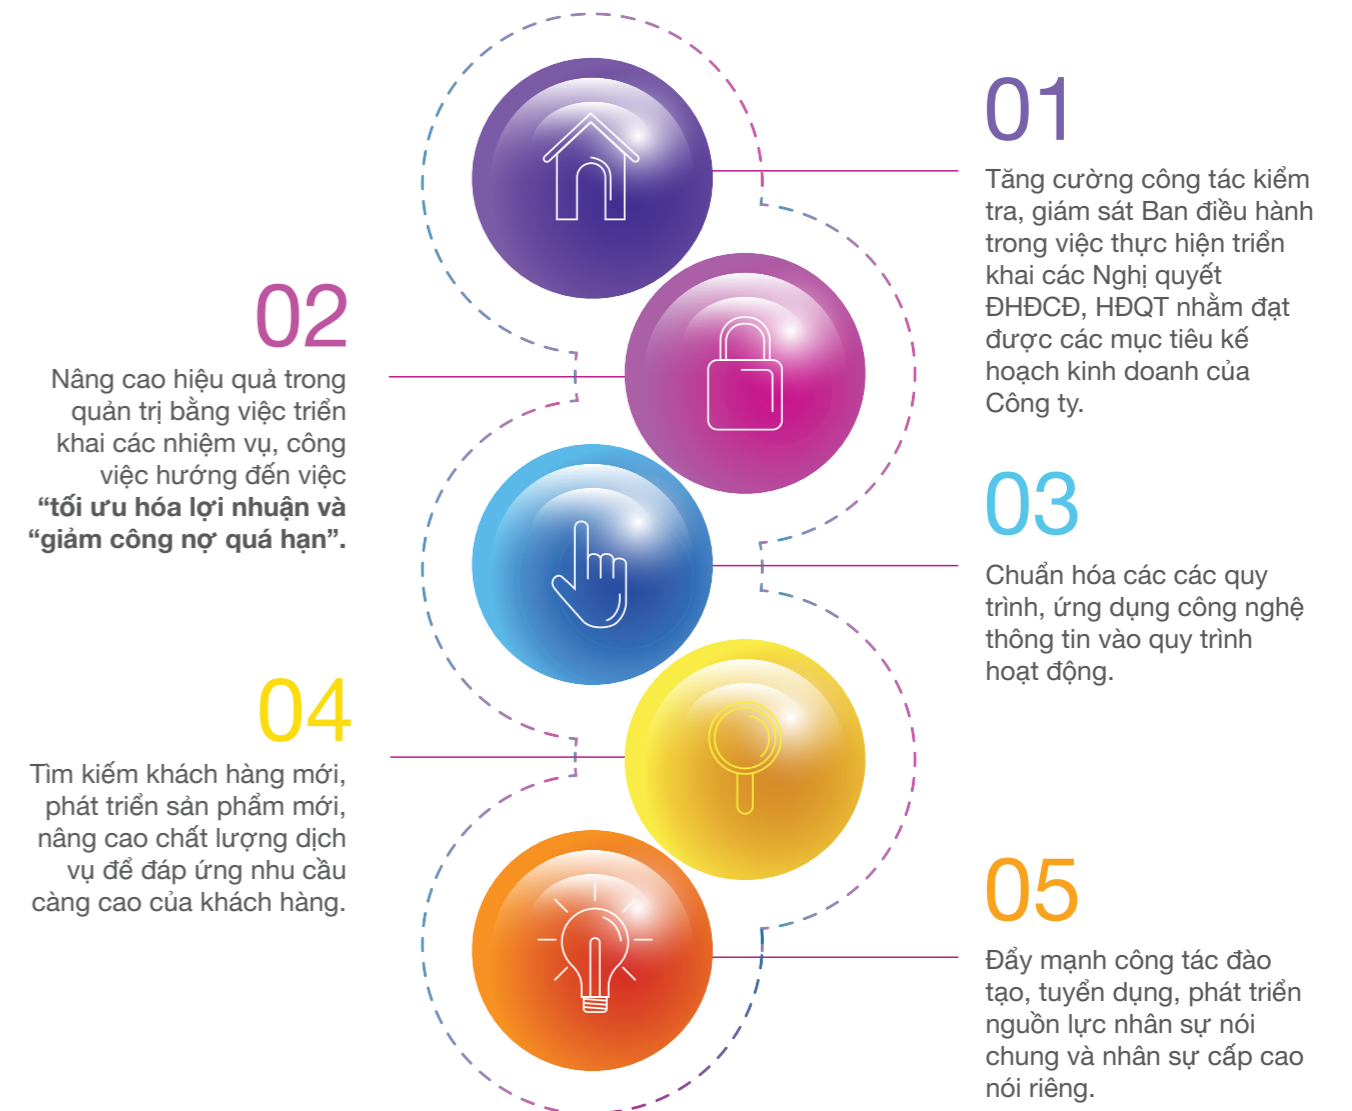 01
Tăng cường công tác kiểm
tra, giám sát Ban điều hành
trong việc thực hiện triển
khai các Nghị quyết
ĐHĐCĐ, HĐQT nhằm đạt
được các mục tiêu kế
hoạch kinh doanh của
Công ty.
02
Nâng cao hiệu quả trong
quản trị bằng việc triển
khai các nhiệm vụ, công
việc hướng đến việc
“tối ưu hóa lợi nhuận và
“giảm công nợ quá hạn”.
03
Chuẩn hóa các các quy
trình, ứng dụng công nghệ
thông tin vào quy trình
hoạt động.
04
Tìm kiếm khách hàng mới,
phát triển sản phẩm mới,
nâng cao chất lượng dịch
vụ để đáp ứng nhu cầu
càng cao của khách hàng.
05
Đẩy mạnh công tác đào
tạo, tuyển dụng, phát triển
nguồn lực nhân sự nói
chung và nhân sự cấp cao
nói riêng.